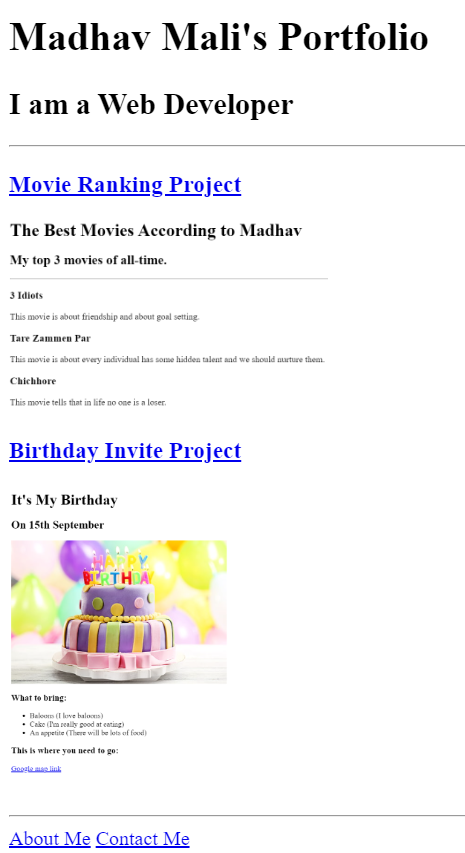 Madhav Mali's Portfolio
I am a Web Developer
Movie Ranking Project
The Best Movies According to Madhav
My top 3 movies of all-time.
3 Idiots
This movie is about friendship and about goal setting.
Tare Zammen Par
This movie is about every individual has some hidden talent and we should nurture them.
Chichhore
This movie tells that in life no one is a loser.
Birthday Invite Project
It's My Birthday
On 15th September
HAPPY
BIRTHDAY
What to bring:
Baloons (I love baloons)
Cake (I'm really good at eating)
An appetite (There will be lots of food)
This is where you need to go:
Google map link
About Me Contact Me